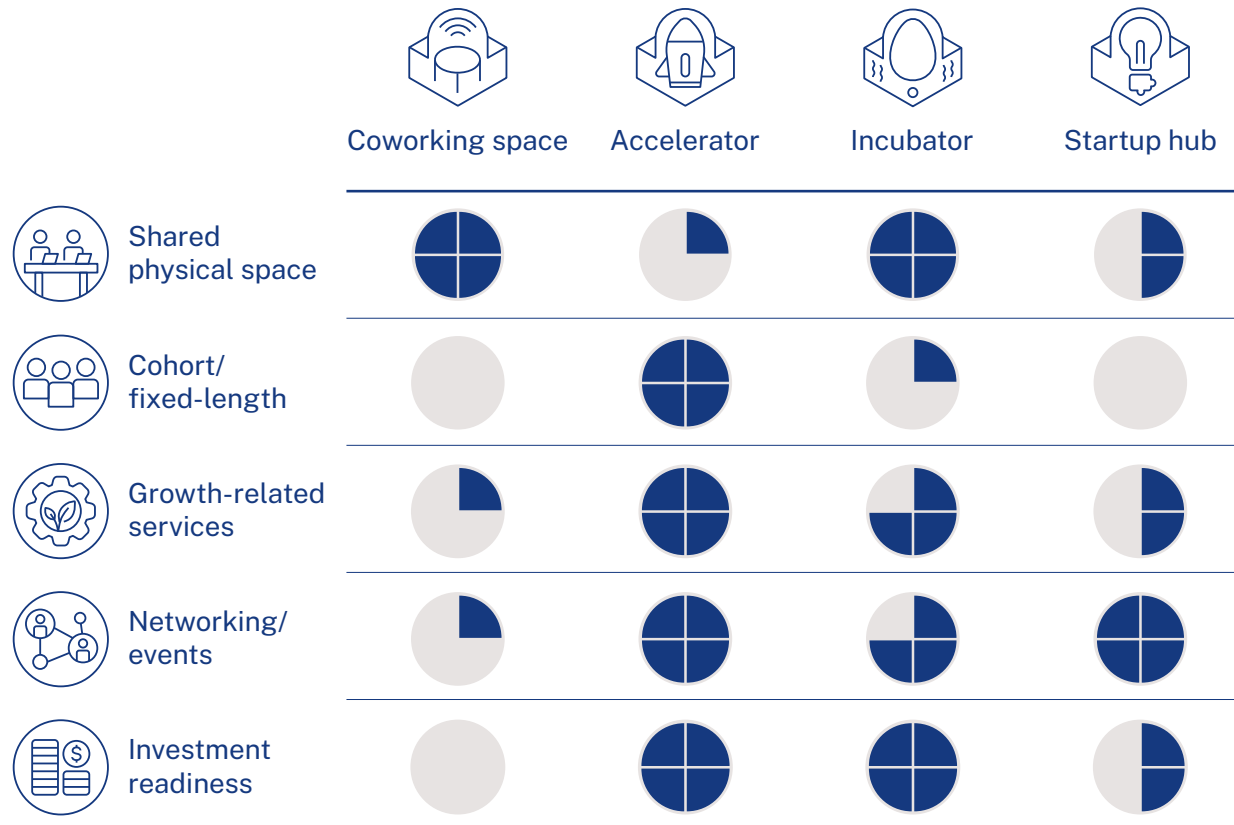 Coworking space
Accelerator
Incubator
Startup hub
Shared
physical space
Cohort/
fixed-length
Growth-related
services
Networking/
events
Investment
readiness
$